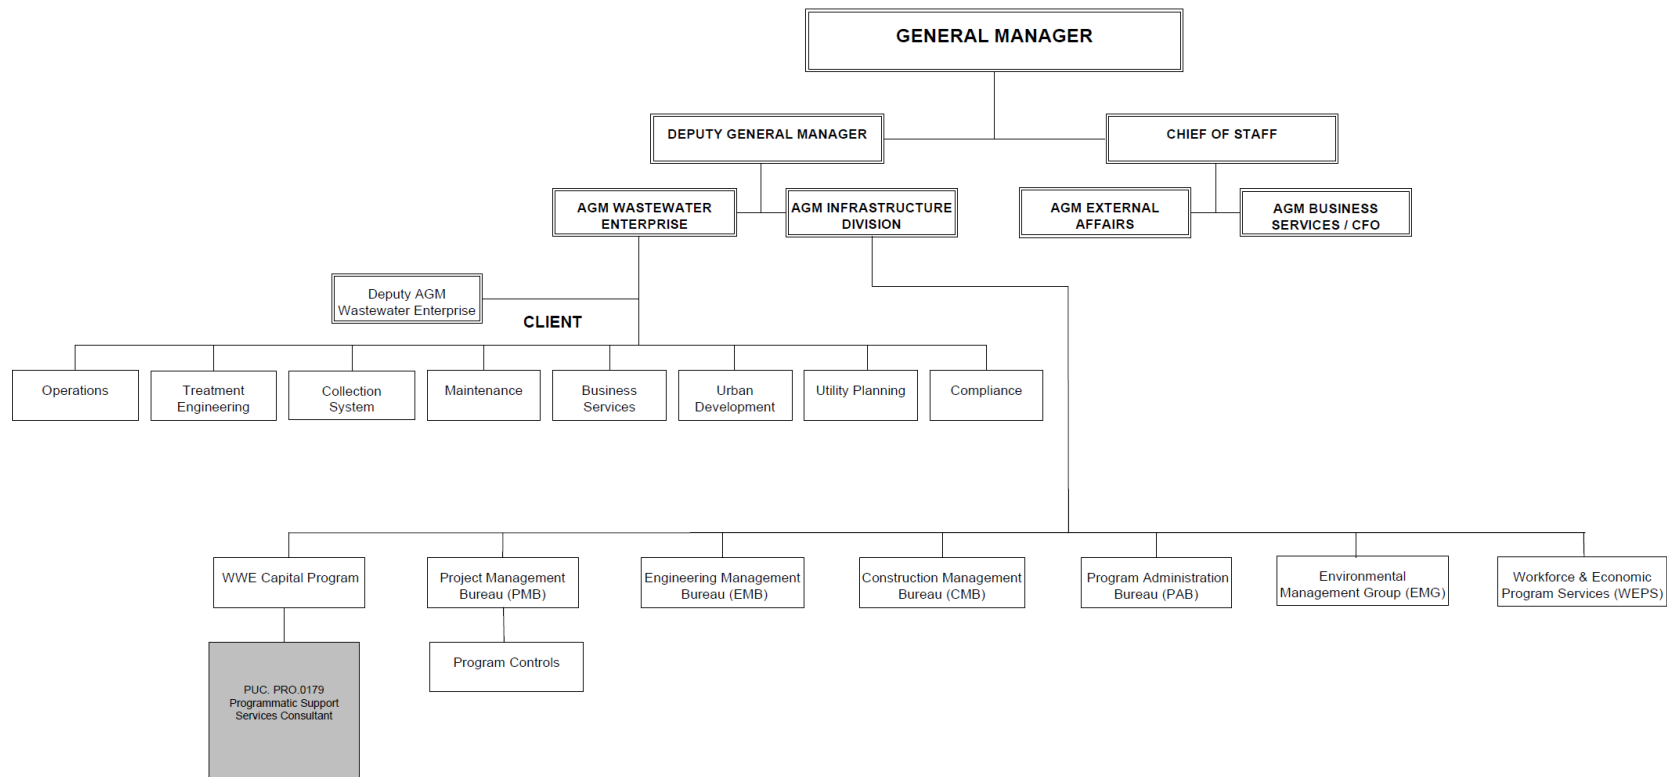 GENERAL MANAGER
DEPUTY GENERAL MANAGER
CHIEF OF STAFF
AGM WASTEWATER
ENTERPRISE
AGM INFRASTRUCTURE
DIVISION
AGM EXTERNAL
AFFAIRS
AGM BUSINESS
SERVICES / CFO
Deputy AGM
Wastewater Enterprise
CLIENT
Operations
Treatment
Engineering
Collection
System
Maintenance
Business
Services
Urban
Development
Utility Planning
Compliance
WWE Capital Program
Project Management
Bureau (PMB)
Engineering Management
Bureau (EMB)
Construction Management
Bureau (CMB)
Program Administration
Bureau (PAB)
Environmental
Management Group (EMG)
Workforce & Economic
Program Services (WEPS)
Program Controls
PUC. PRO.0179
Programmatic Support
Services Consultant